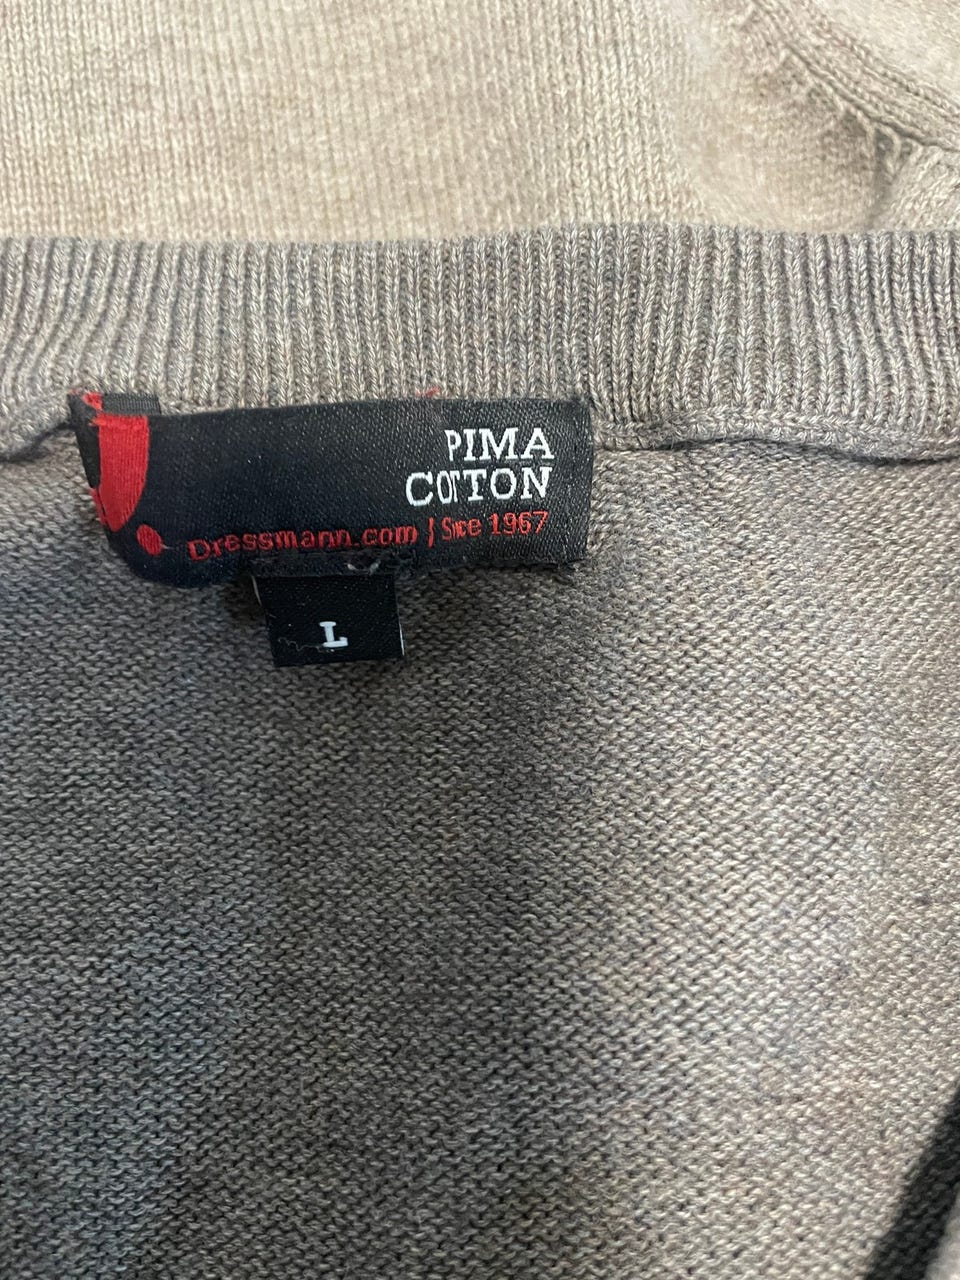 PIMA
COTTON
Dressmann.com | Since 1967
L